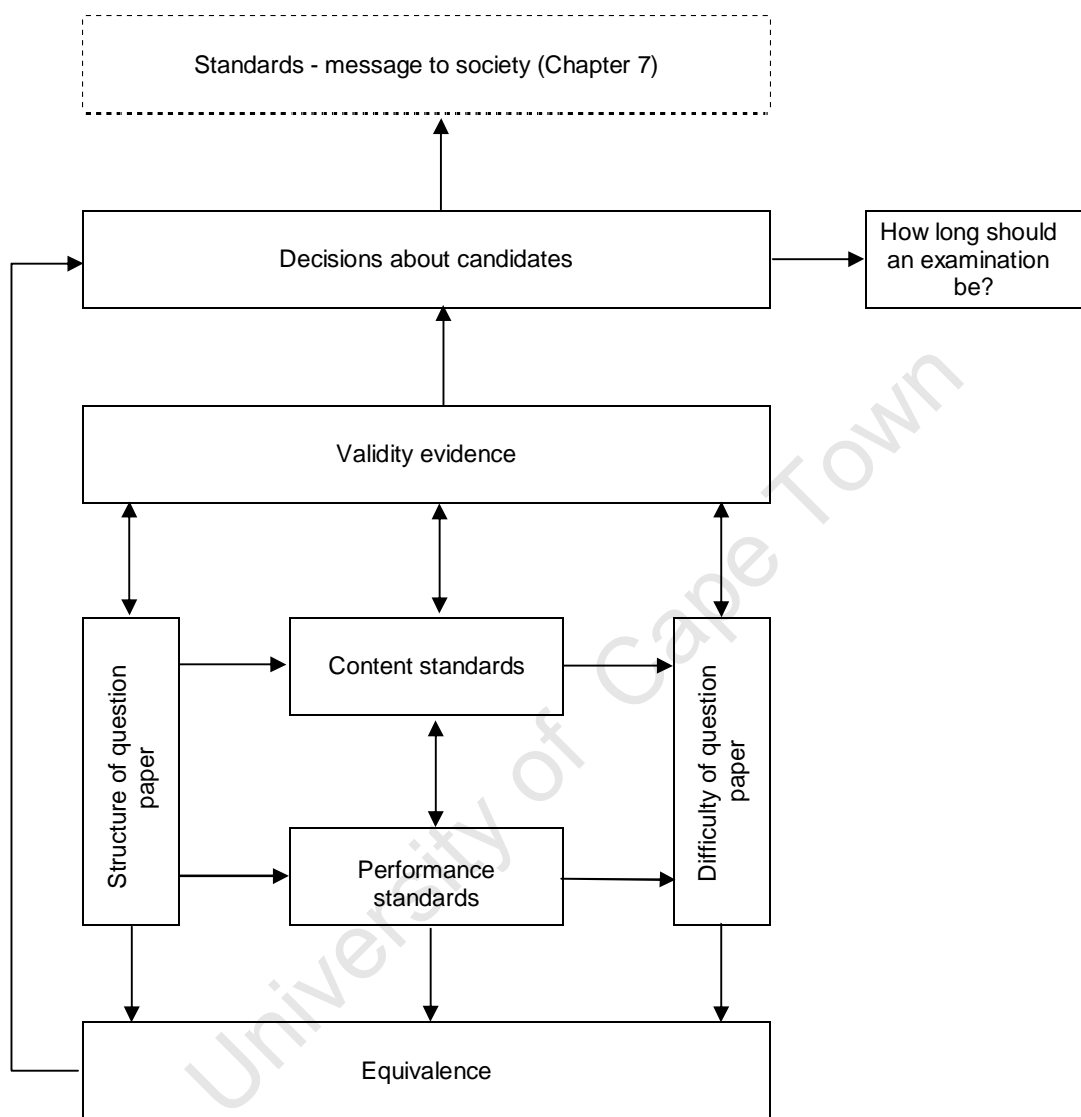 Standards - message to society (Chapter 7)
Decisions about candidates
How long should
an examination
be?
Validity evidence
Structure of question
paper
Content standards
Difficulty of question
paper
Performance
standards
Equivalence
University of Cape Town